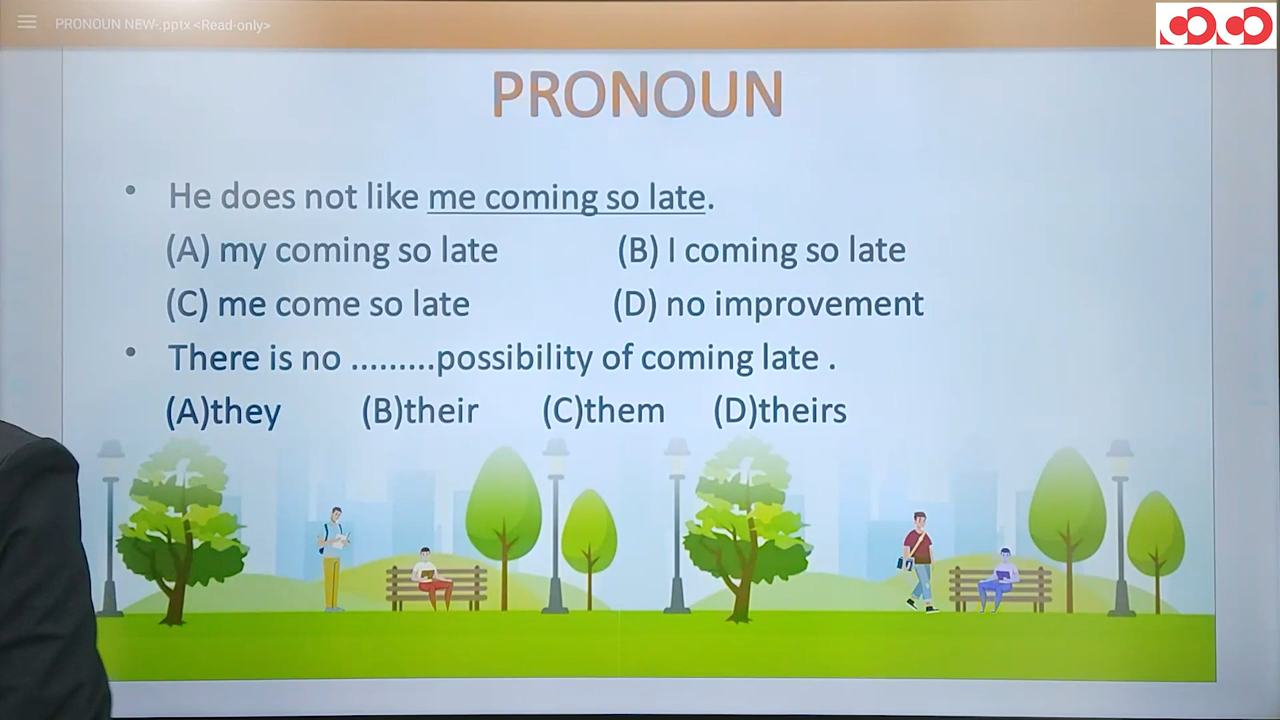 PRONOUN NEW-.pptx <Read-only>
PRONOUN
• He does not like me coming so late.
(A) my coming so late (B) I coming so late
(C) me come so late (D) no improvement
• There is no .........possibility of coming late .
(A)they (B)their (C)them (D)theirs